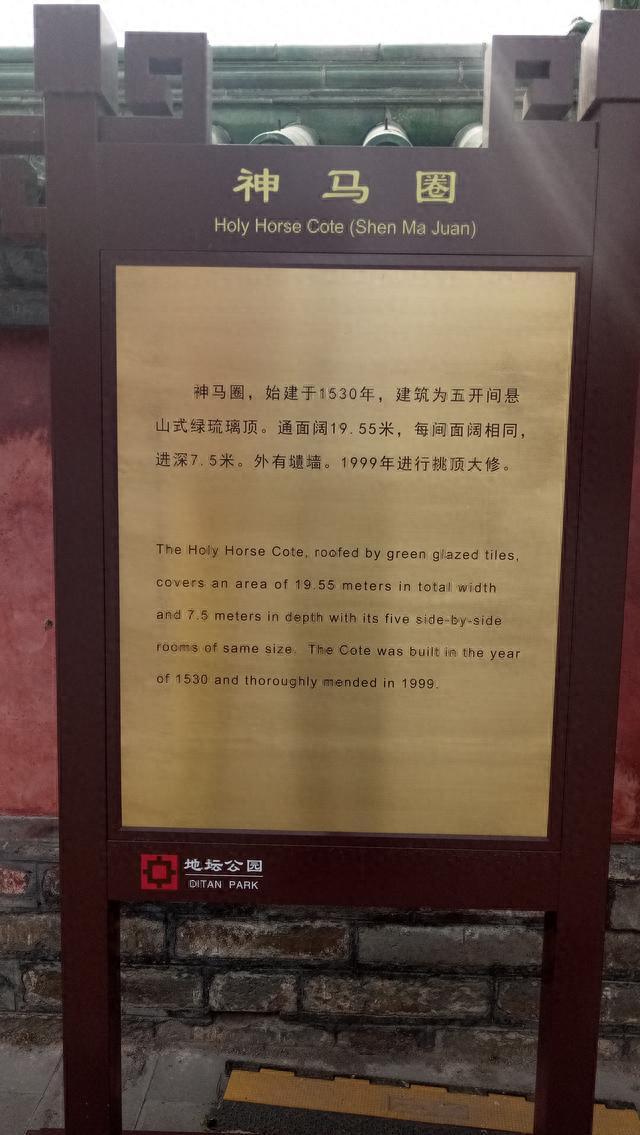 神马圈
Holy Horse Cote (Shen Ma Juan)
神马圈，始建于1530年，建筑为五开间悬
山式绿琉璃顶。通面阔19.55米，每间面阔相同，
进深7.5米。外有壝墙。1999年进行挑顶大修。
The Holy Horse Cote, roofed by green glazed tiles,
covers an area of 19.55 meters in total width
and 7.5 meters in depth with its five side-by-side
rooms of same size. The Cote was built in the year
of 1530 and thoroughly mended in 1999.
地坛公园
DITAN PARK